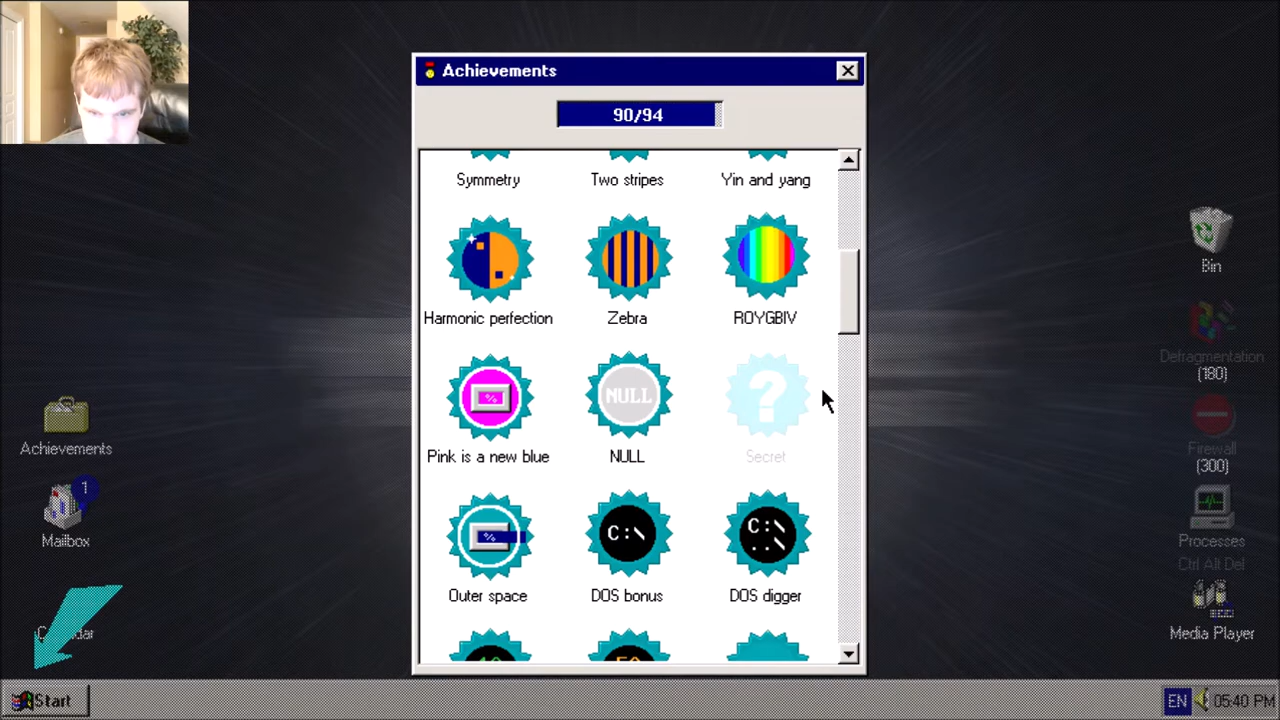 Achievements
90/94
Symmetry
Two stripes
Yin and yang
Harmonic perfection
Zebra
ROYGBIV
%
NULL
?
Pink is a new blue
NULL
Secret
%
C:\
C:\
..\
Outer space
DOS bonus
DOS digger
Achievements
1
Mailbox
Bin
Defragmentation
(180)
Firewall
(300)
Processes
Ctrl Alt Del
Media Player
Start
EN
05:40 PM